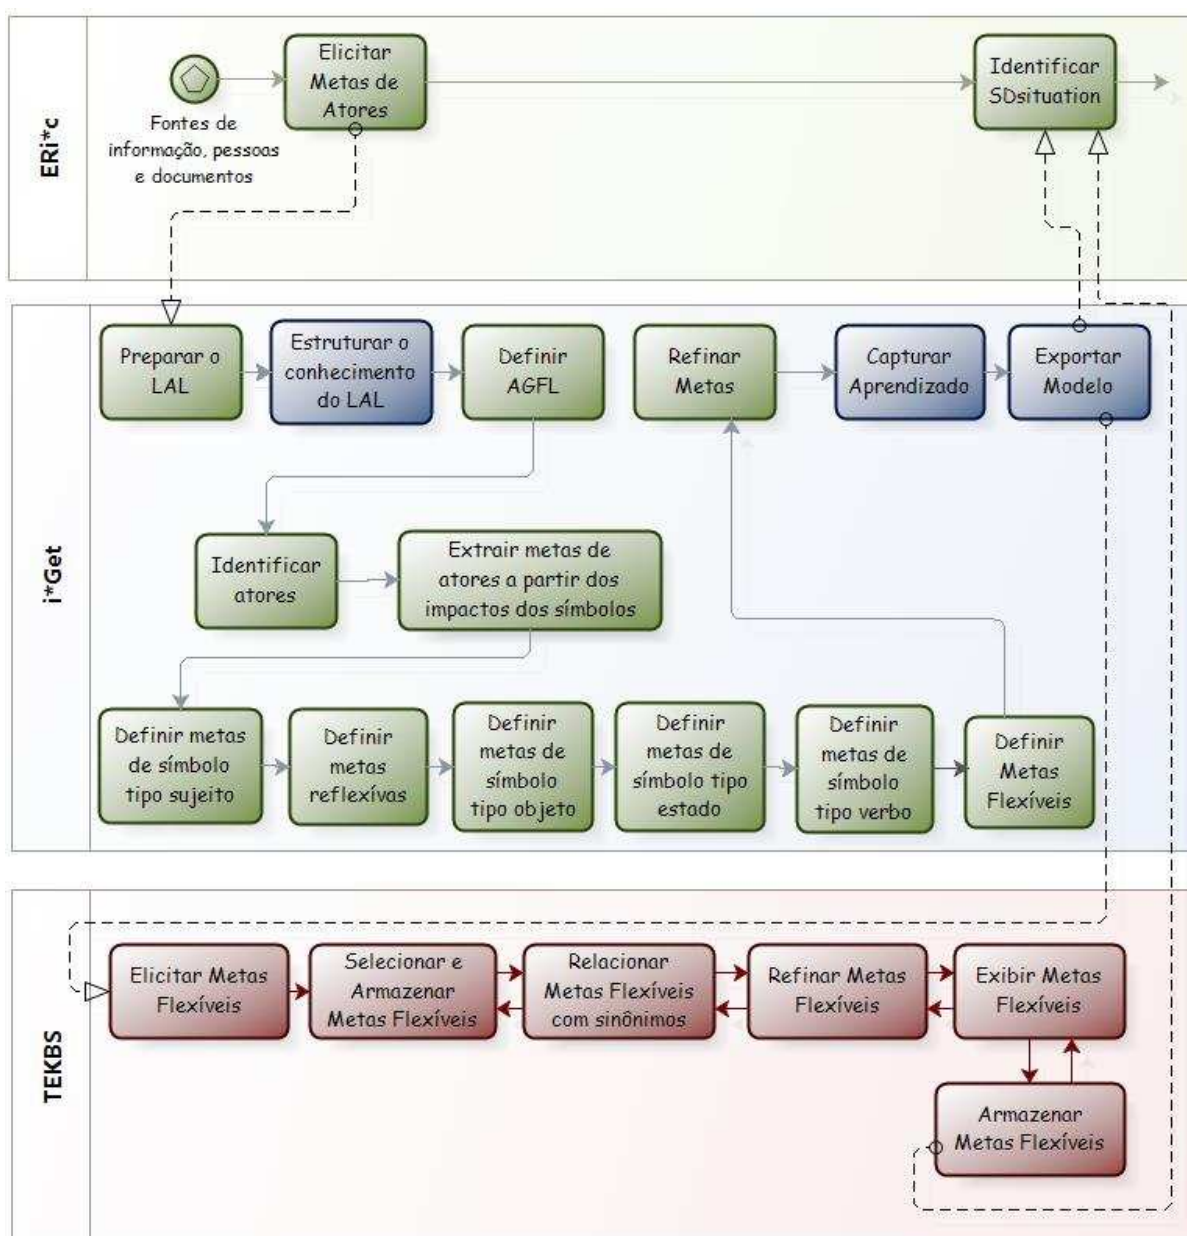 ERi*c
Elicitar
Metas de
Atores
Identificar
SDsituation
Fontes de
informação, pessoas
e documentos
i*Get
Preparar o
LAL
Estruturar o
conhecimento
do LAL
Definir
AGFL
Refinar
Metas
Capturar
Aprendizado
Exportar
Modelo
Identificar
atores
Extrair metas de
atores a partir dos
impactos dos símbolos
Definir metas
de símbolo
tipo sujeito
Definir
metas
reflexívas
Definir
metas de
símbolo
tipo objeto
Definir
metas de
símbolo tipo
estado
Definir
metas de
símbolo
tipo verbo
Definir
Metas
Flexíveis
TEKBS
Elicitar Metas
Flexíveis
Selecionar e
Armazenar
Metas Flexíveis
Relacionar
Metas Flexíveis
com sinônimos
Refinar Metas
Flexíveis
Exibir Metas
Flexíveis
Armazenar
Metas Flexíveis